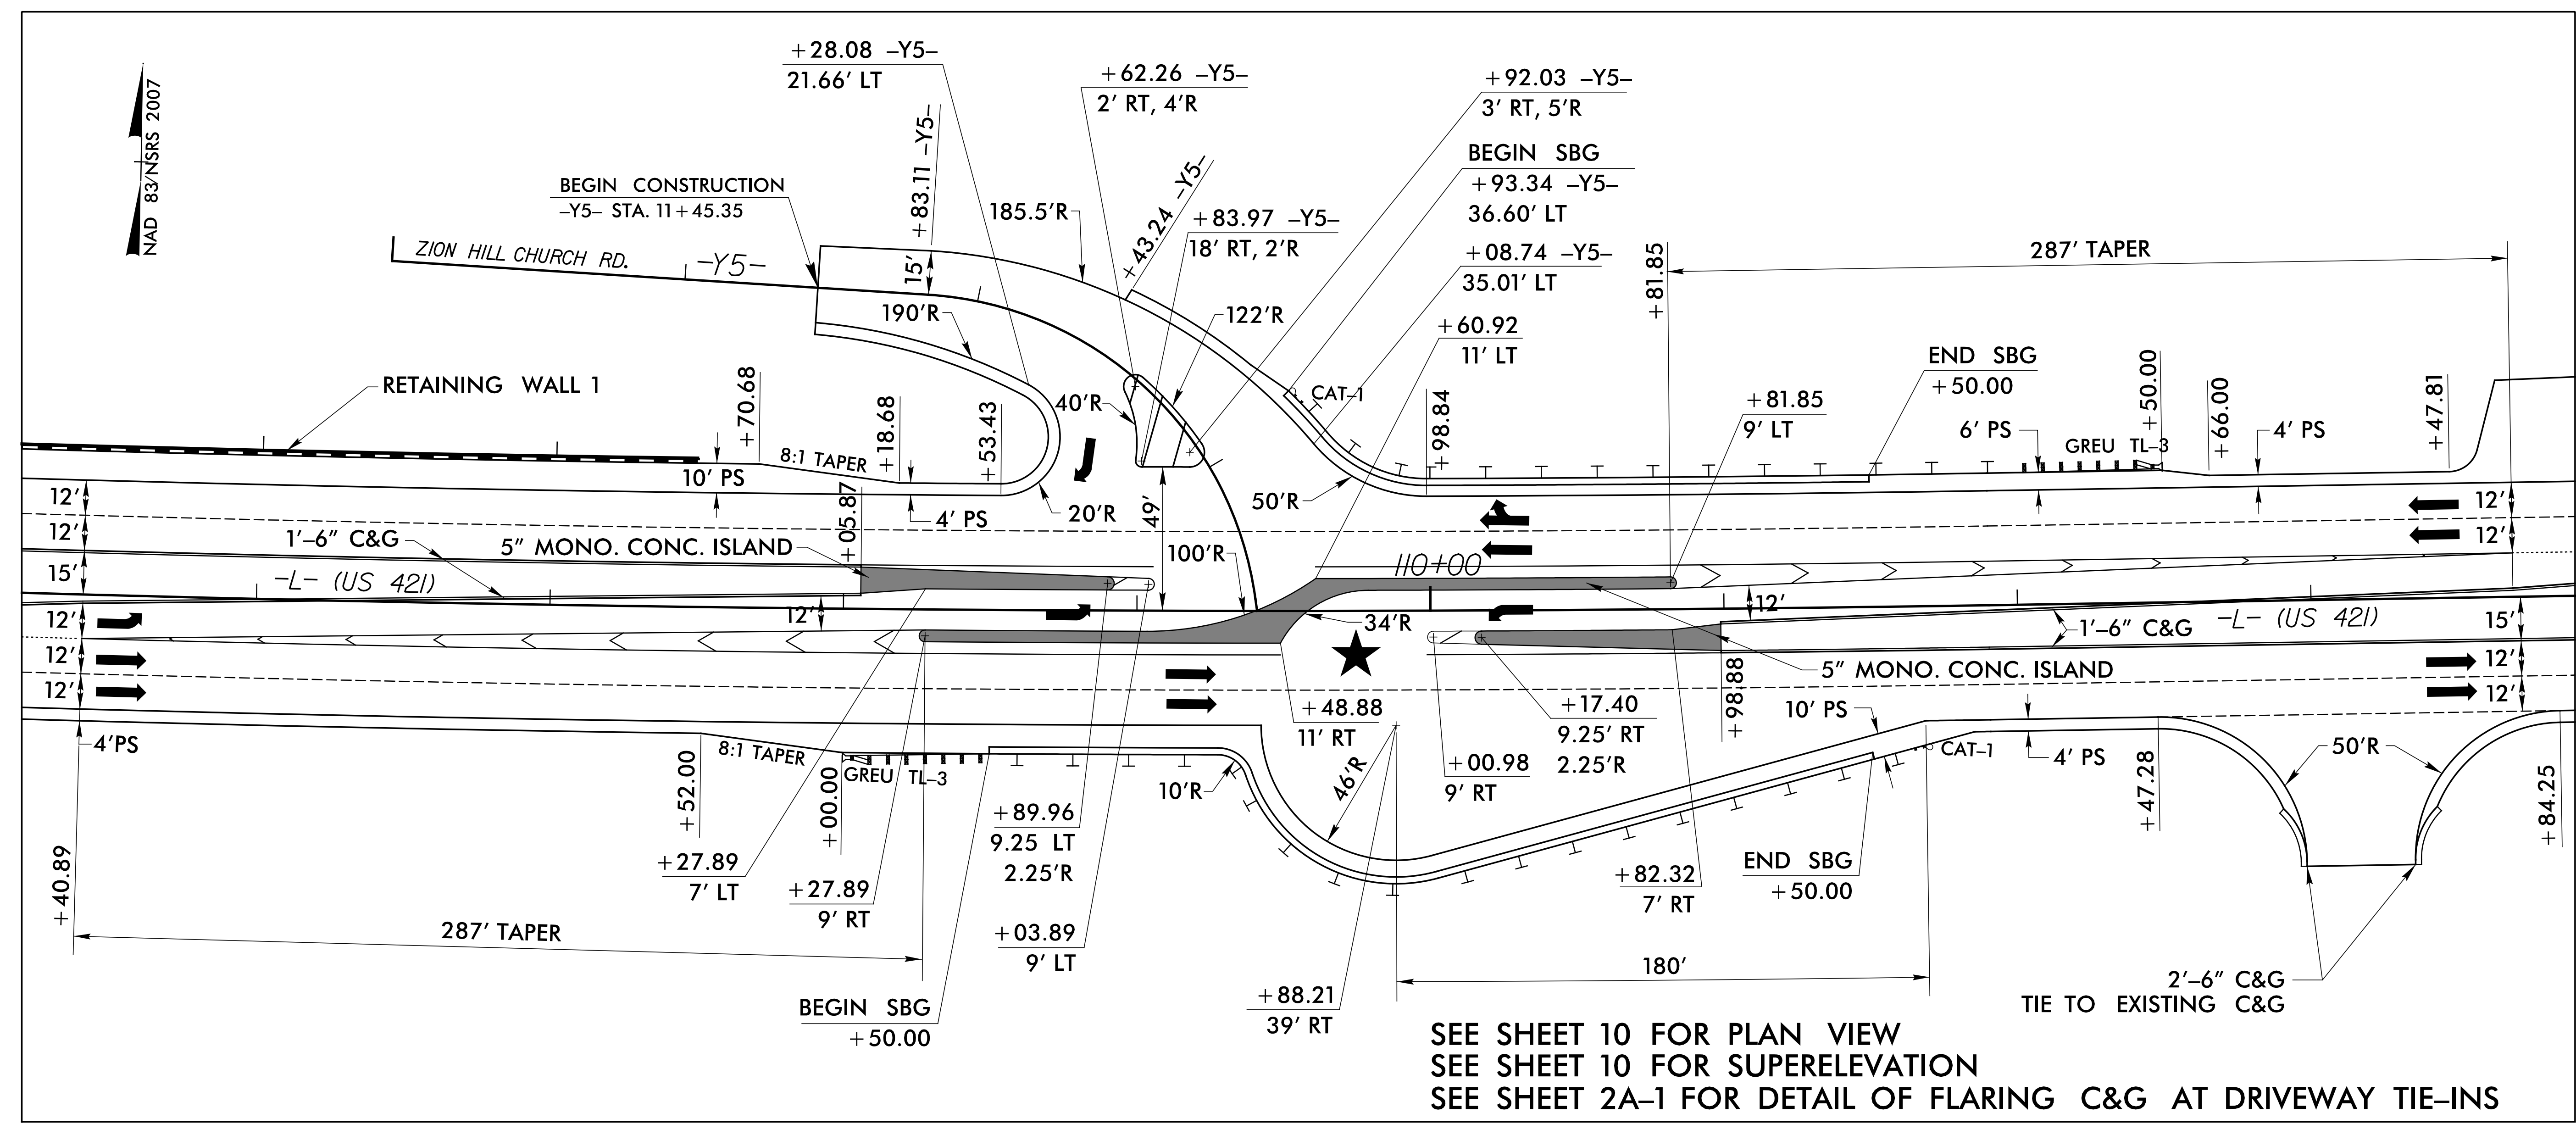 NAD 83/NSRS 2007
+28.08 –Y5–
21.66' LT
+62.26 –Y5–
2' RT, 4'R
+92.03 –Y5–
3' RT, 5'R
BEGIN SBG
+93.34 –Y5–
36.60' LT
BEGIN CONSTRUCTION
–Y5– STA. 11+45.35
+83.11 –Y5–
185.5'R
+43.24 –Y5–
+83.97 –Y5–
18' RT, 2'R
+08.74 –Y5–
35.01' LT
ZION HILL CHURCH RD.
–Y5–
15'
190'R
122'R
+60.92
11' LT
+81.85
287' TAPER
END SBG
+50.00
RETAINING WALL 1
+70.68
40'R
CAT–1
+98.84
+81.85
9' LT
+50.00
+66.00
+47.81
8:1 TAPER
+18.68
+53.43
6' PS
GREU TL–3
4' PS
10' PS
12'
12'
15'
12'
12'
12'
+05.87
4' PS
20'R
49'
50'R
12'
12'
1'–6" C&G
5" MONO. CONC. ISLAND
100'R
110+00
–L– (US 421)
12'
12'
34'R
1'–6" C&G
–L– (US 421)
15'
12'
12'
5" MONO. CONC. ISLAND
4'PS
8:1 TAPER
GREU TL–3
+52.00
+00.00
10'R
46'R
+48.88
11' RT
+17.40
9.25' RT
2.25'R
+00.98
9' RT
+98.88
10' PS
CAT–1
4' PS
+47.28
50'R
+84.25
+40.89
+27.89
7' LT
+27.89
9' RT
+89.96
9.25 LT
2.25'R
+03.89
9' LT
+82.32
7' RT
END SBG
+50.00
287' TAPER
BEGIN SBG
+50.00
+88.21
39' RT
180'
2'–6" C&G
TIE TO EXISTING C&G
SEE SHEET 10 FOR PLAN VIEW
SEE SHEET 10 FOR SUPERELEVATION
SEE SHEET 2A–1 FOR DETAIL OF FLARING C&G AT DRIVEWAY TIE–INS